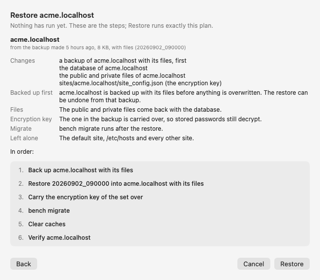 Restore acme.localhost
Nothing has run yet. These are the steps; Restore runs exactly this plan.
acme.localhost
from the backup made 5 hours ago, 8 KB, with files (20260902_090000)
Changes a backup of acme.localhost with its files, first
the database of acme.localhost
the public and private files of acme.localhost
sites/acme.localhost/site_config.json (the encryption key)
Backed up first acme.localhost is backed up with its files before anything is overwritten. The restore can
be undone from that backup.
Files The public and private files come back with the database.
Encryption key The one in the backup is carried over, so stored passwords still decrypt.
Migrate bench migrate runs after the restore.
Left alone The default site, /etc/hosts and every other site.
In order:
1. Back up acme.localhost with its files
2. Restore 20260902_090000 into acme.localhost with its files
3. Carry the encryption key of the set over
4. bench migrate
5. Clear caches
6. Verify acme.localhost
Back Cancel Restore